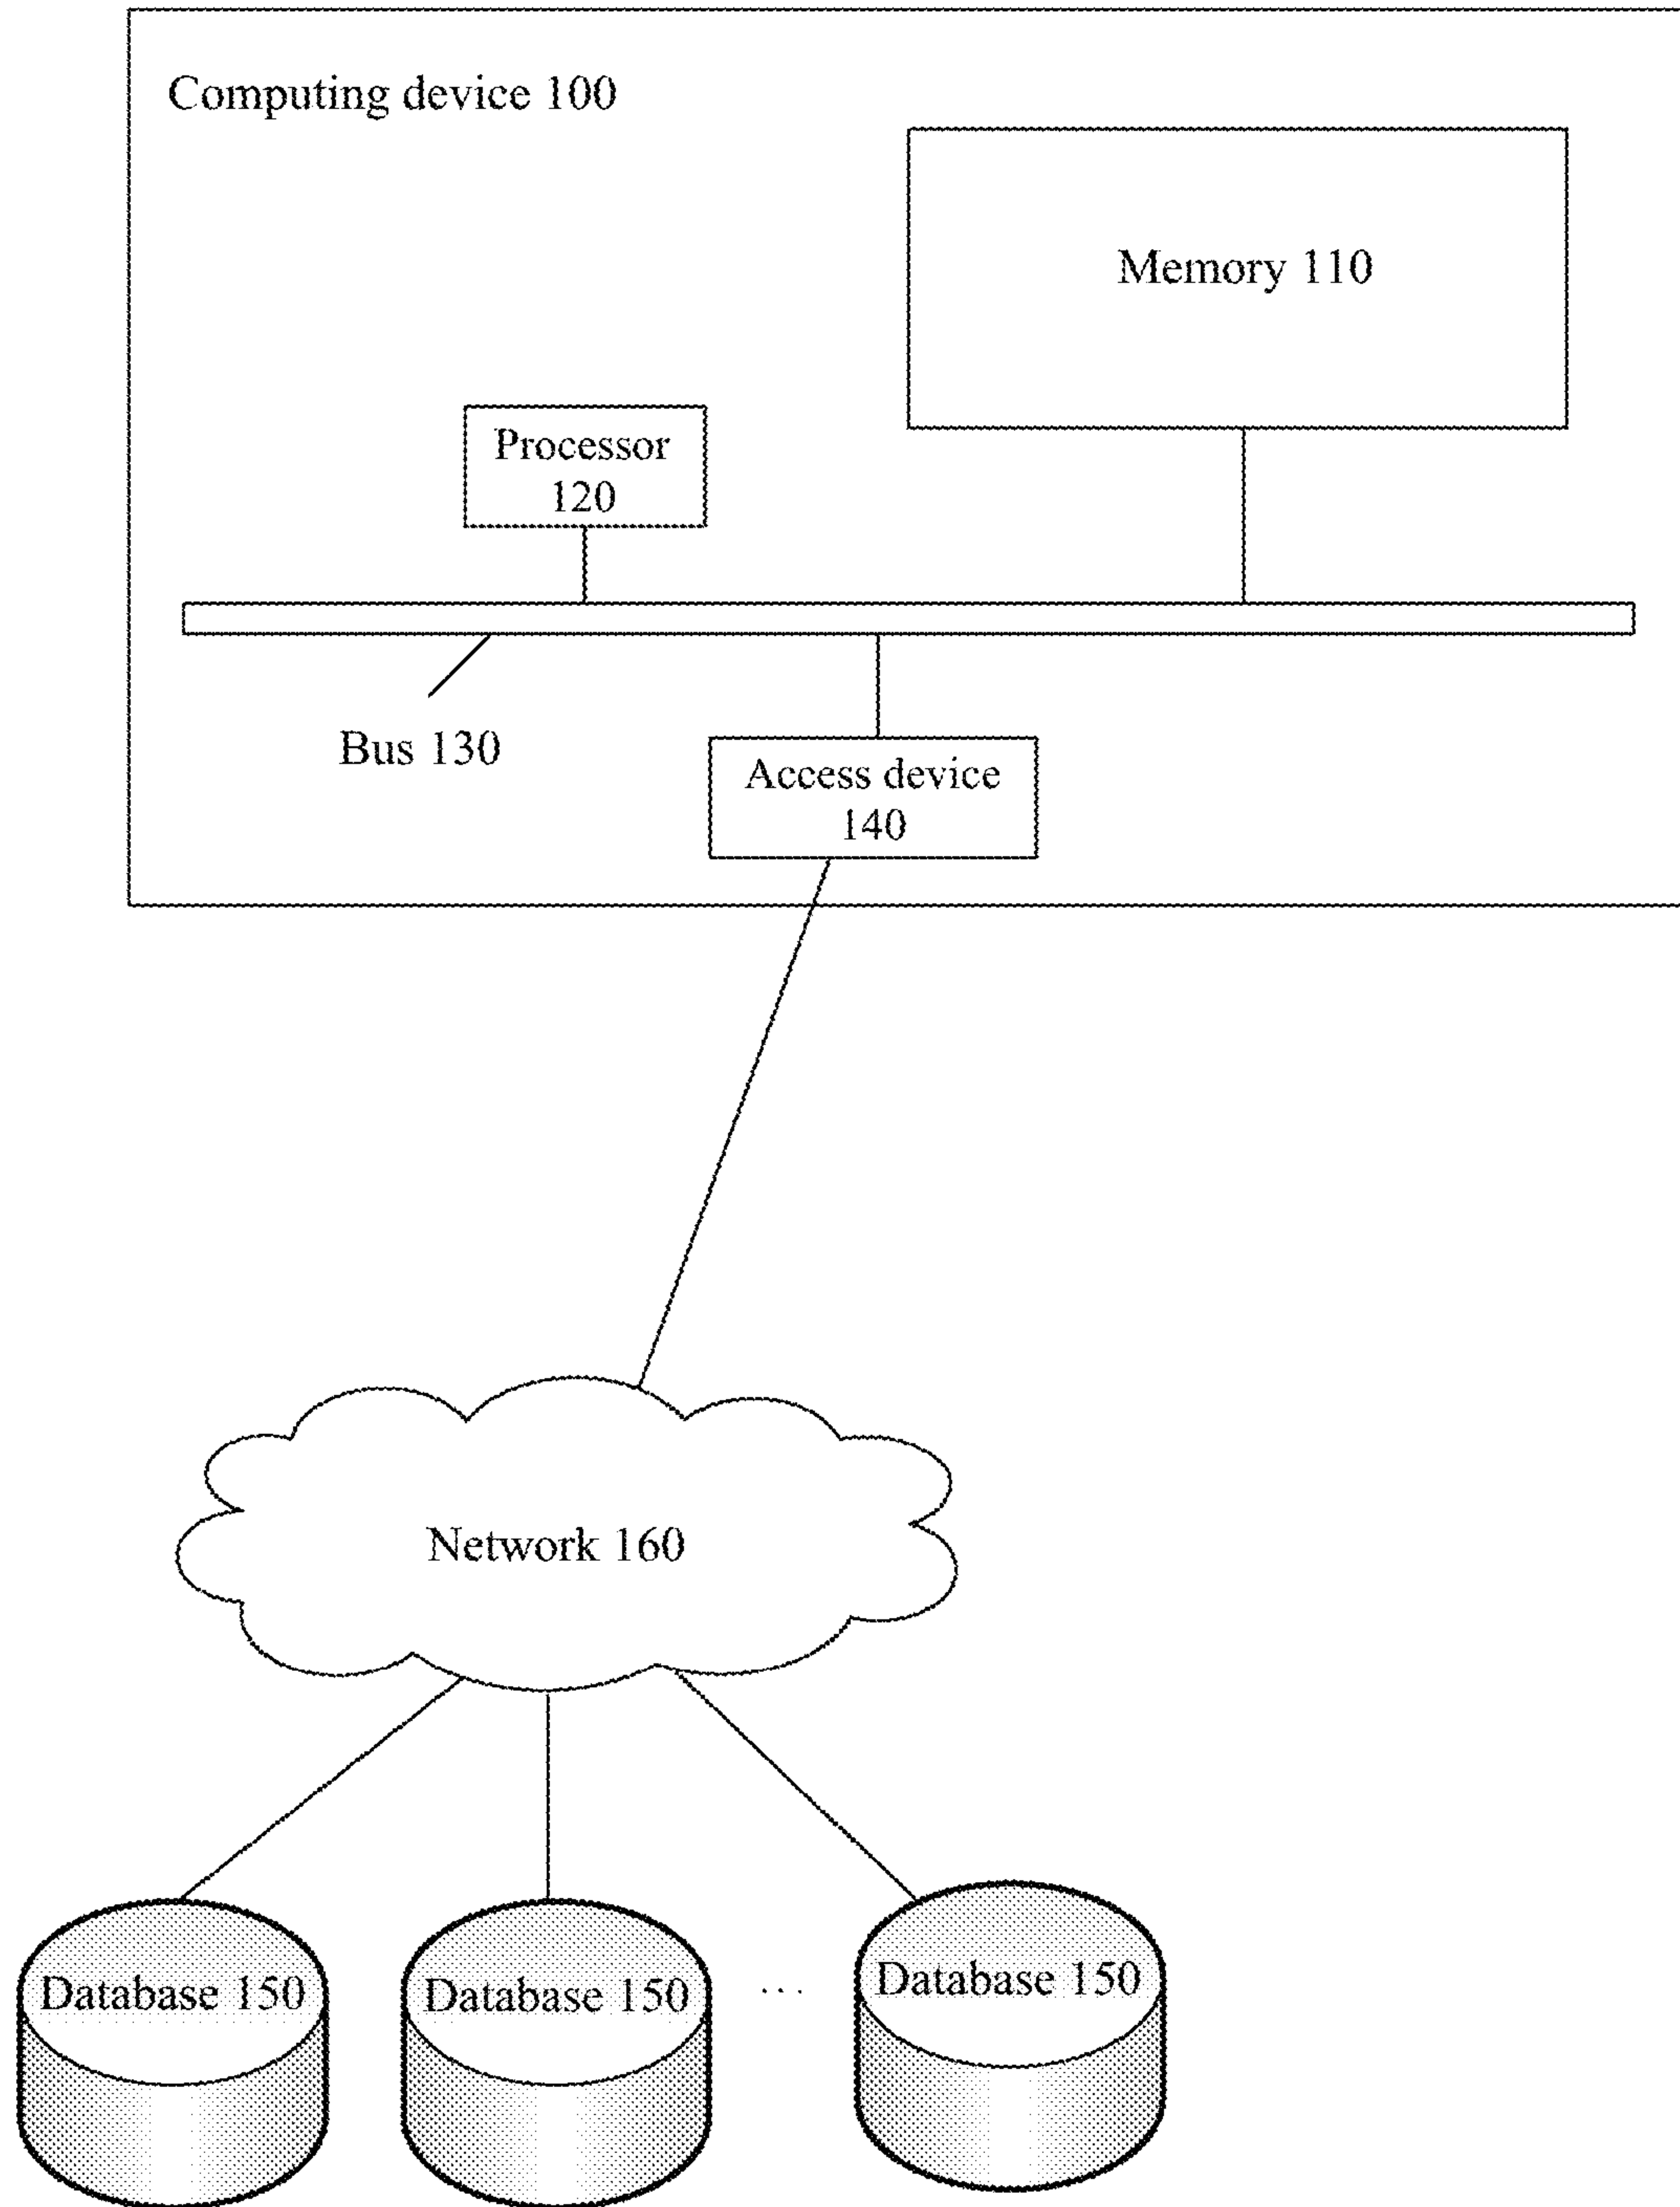 Computing device 100
Memory 110
Processor
120
Bus 130
Access device
140
Network 160
Database 150
Database 150
...
Database 150